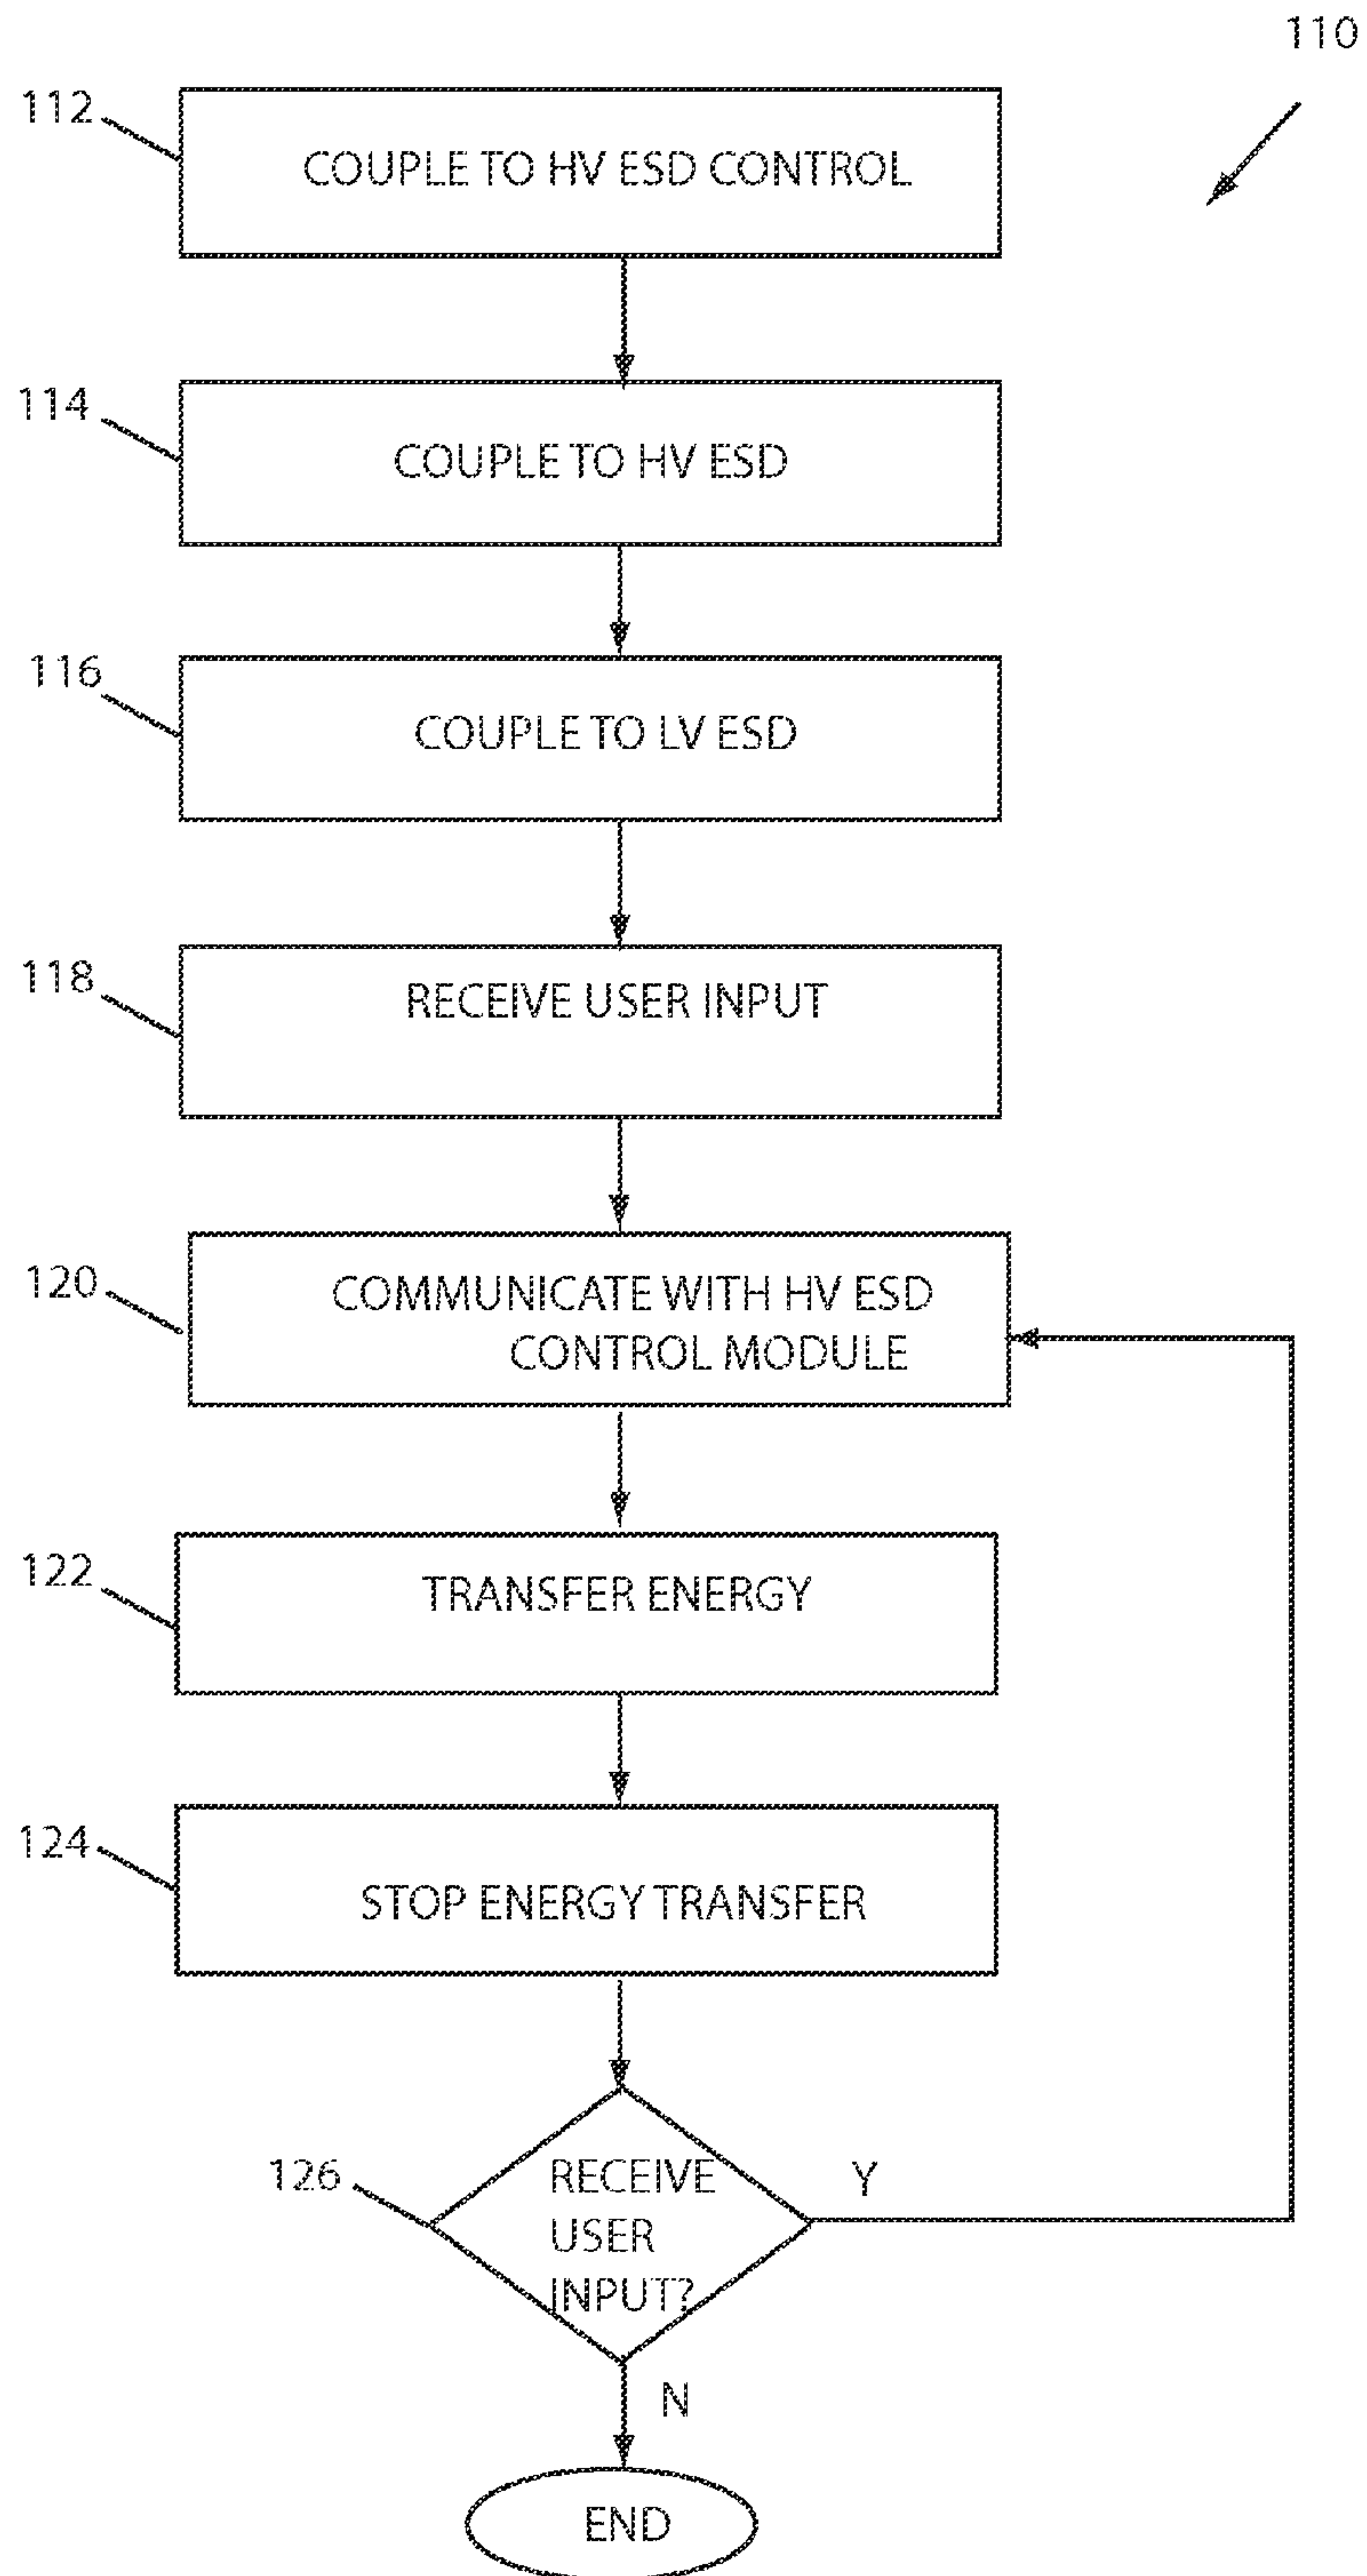 110
112
COUPLE TO HV ESD CONTROL
114
COUPLE TO HV ESD
116
COUPLE TO LV ESD
118
RECEIVE USER INPUT
120
COMMUNICATE WITH HV ESD
CONTROL MODULE
122
TRANSFER ENERGY
124
STOP ENERGY TRANSFER
126
RECEIVE
USER
INPUT?
Y
N
END